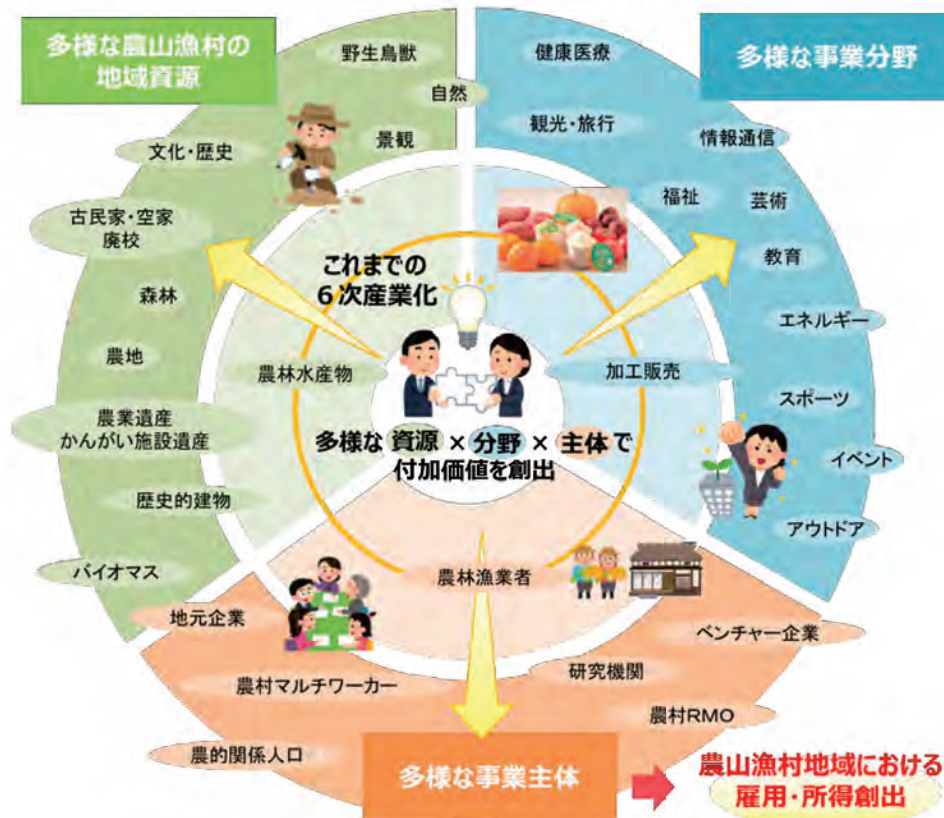 多様な農山漁村の
地域資源
多様な事業分野
野生鳥獣
自然
景観
文化・歴史
古民家・空家
廃校
森林
農地
農業遺産
かんがい施設遺産
歴史的建物
バイオマス
健康医療
観光・旅行
情報通信
福祉
芸術
教育
エネルギー
スポーツ
イベント
アウトドア
これまでの
6次産業化
農林水産物
加工販売
多様な 資源 × 分野 × 主体で
付加価値を創出
農林漁業者
地元企業
農村マルチワーカー
農的関係人口
研究機関
ベンチャー企業
農村RMO
多様な事業主体
農山漁村地域における
雇用・所得創出